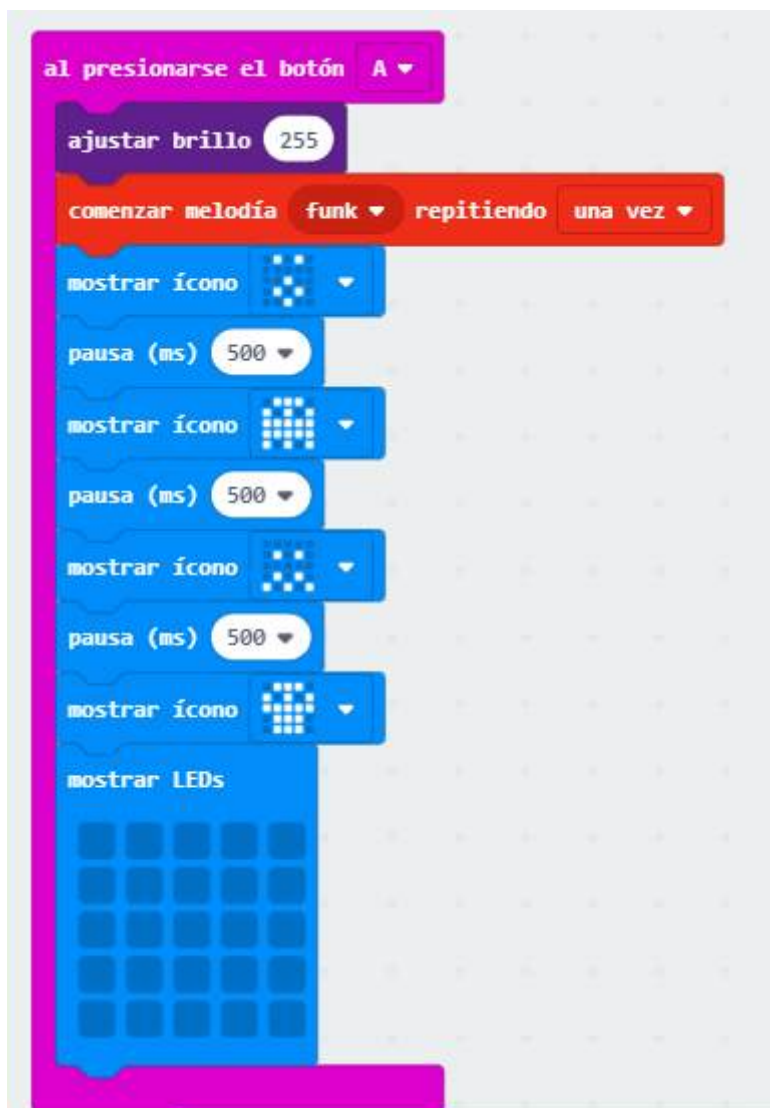 al presionarse el botón A
ajustar brillo 255
comenzar melodía funk repitiendo una vez
mostrar ícono
pausa (ms) 500
mostrar ícono
pausa (ms) 500
mostrar ícono
pausa (ms) 500
mostrar ícono
mostrar LEDs